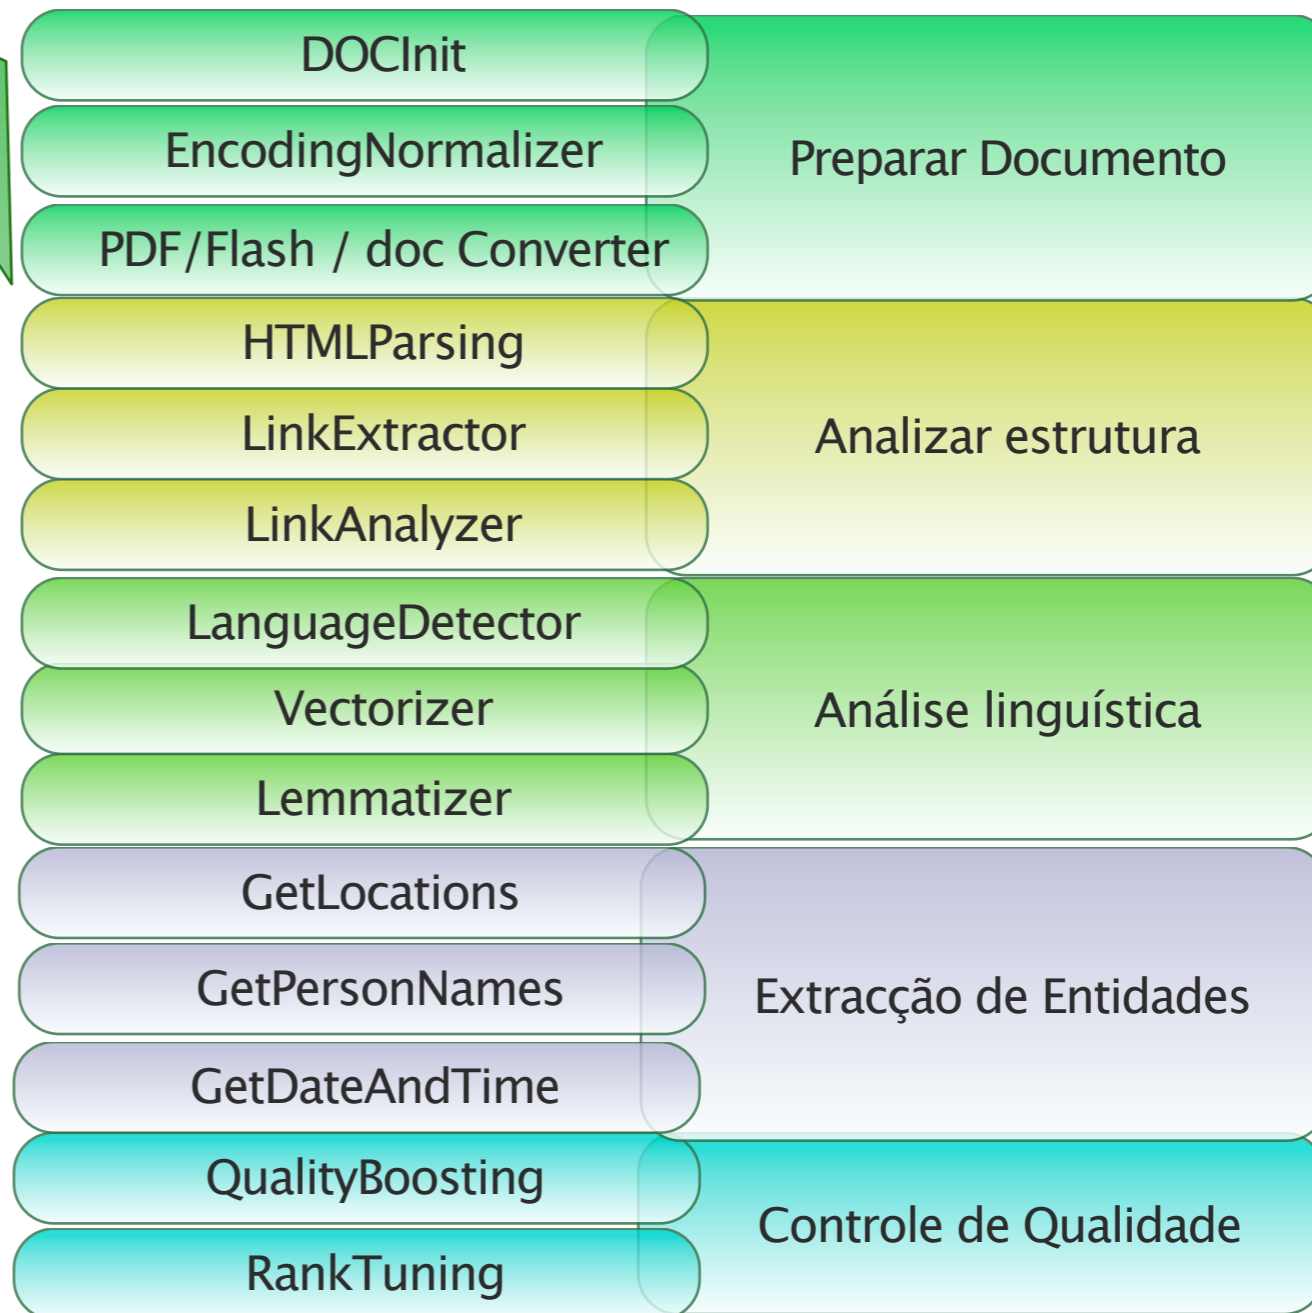 DOCInit
EncodingNormalizer
PDF/Flash / doc Converter
Preparar Documento
HTMLParsing
LinkExtractor
LinkAnalyzer
Analizar estrutura
LanguageDetector
Vectorizer
Lemmatizer
Análise linguística
GetLocations
GetPersonNames
GetDateAndTime
Extracção de Entidades
QualityBoosting
RankTuning
Controle de Qualidade